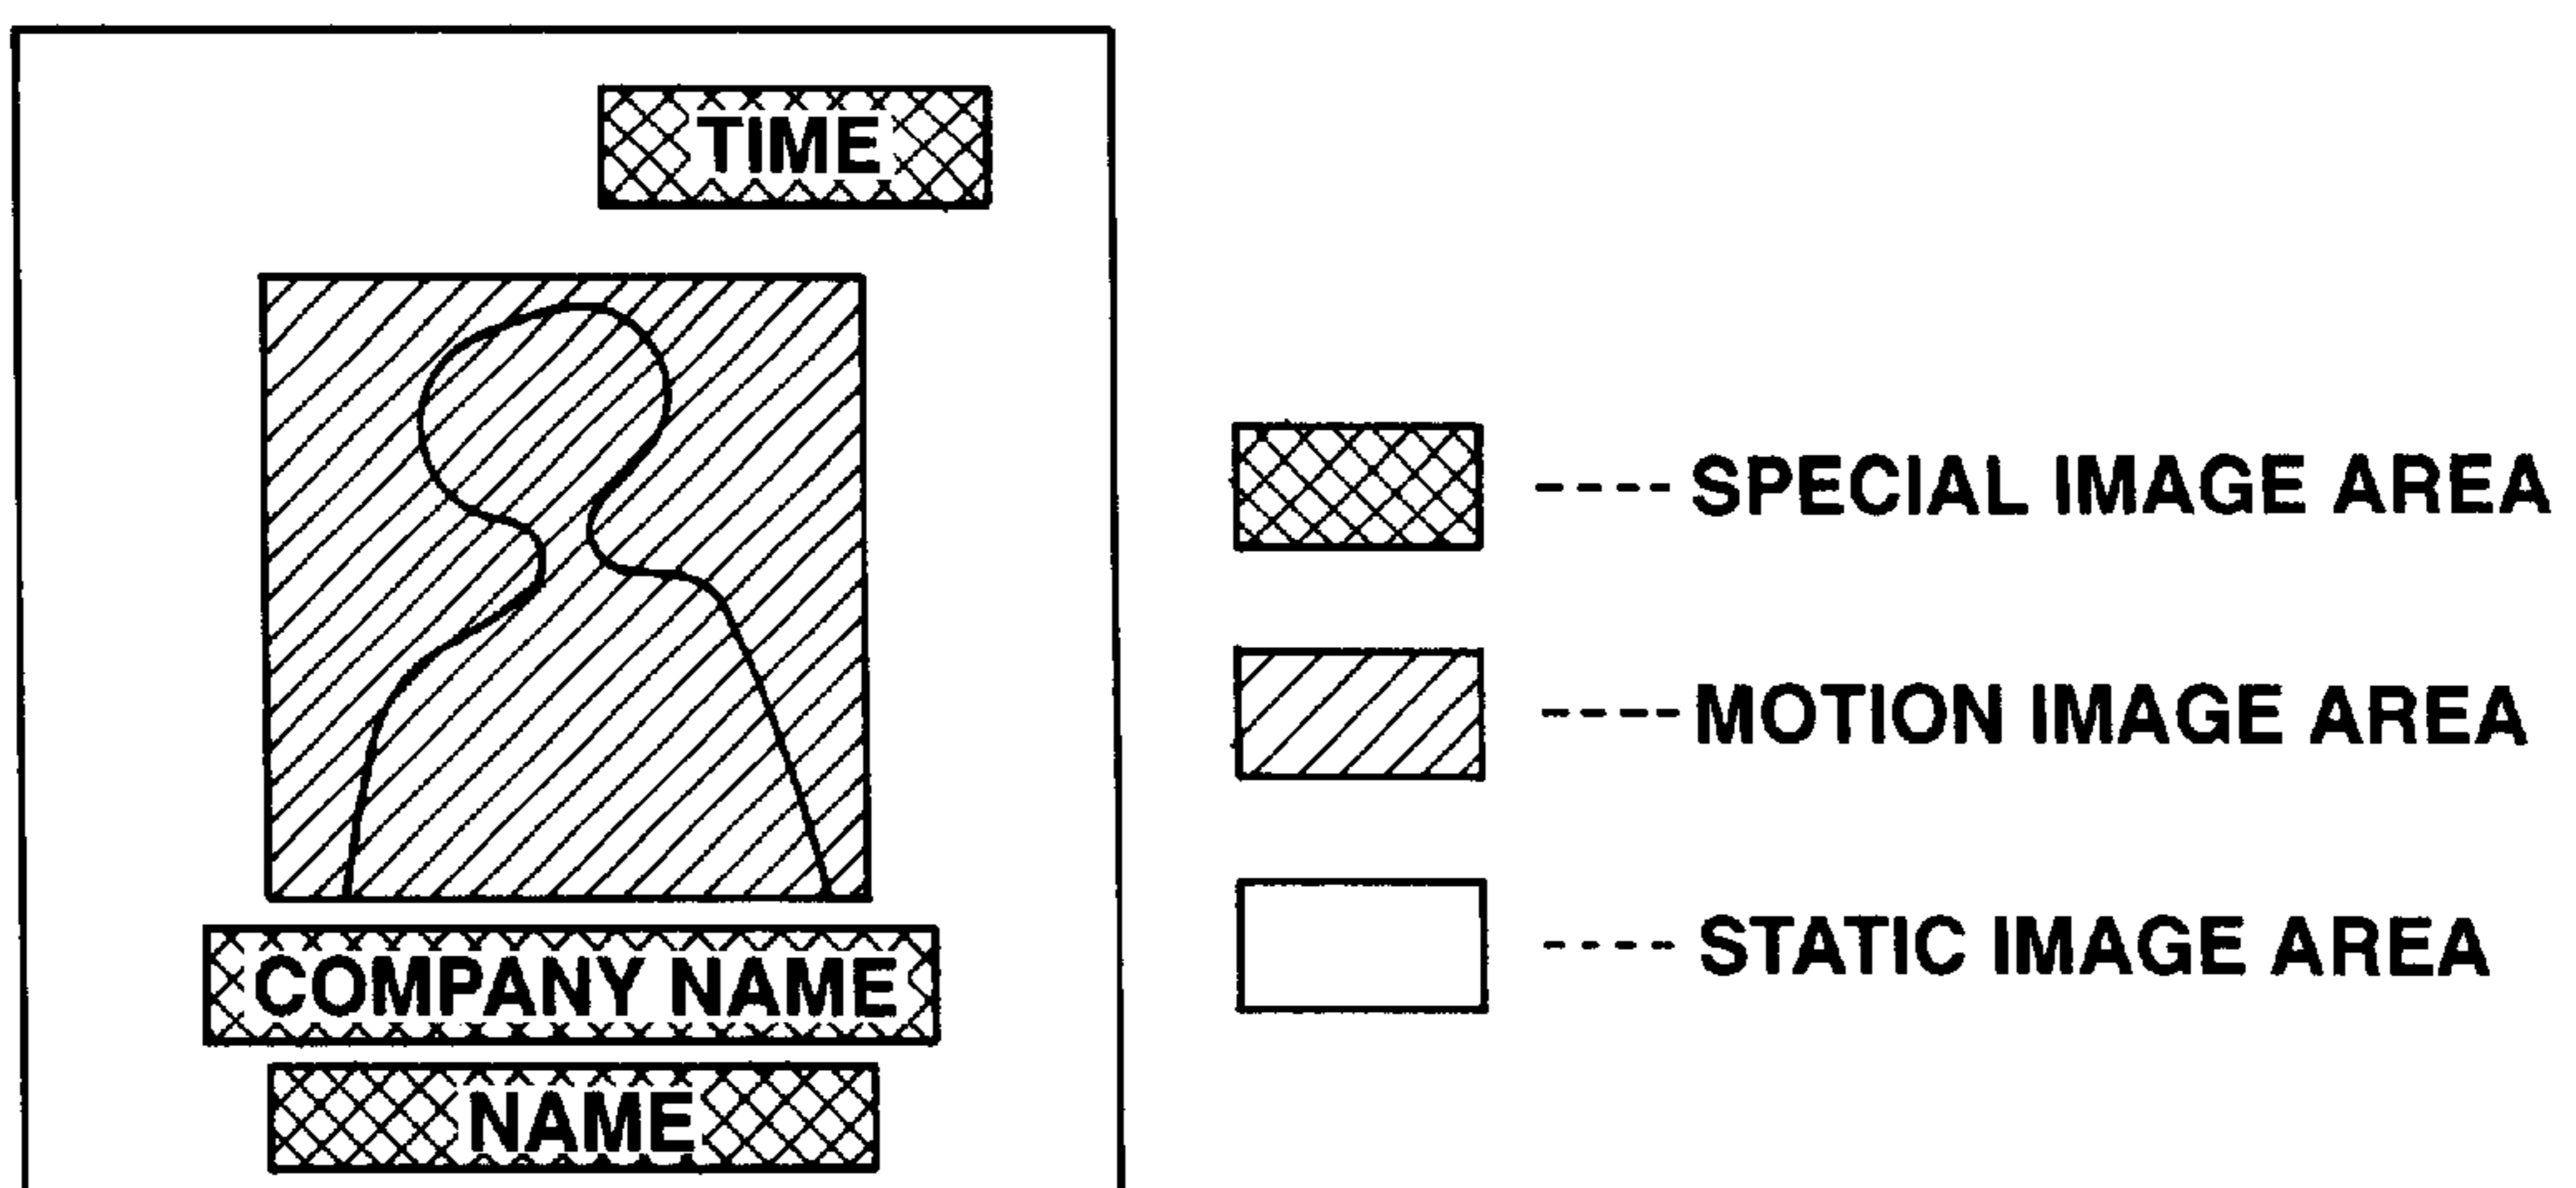 TIME
COMPANY NAME
NAME
---- SPECIAL IMAGE AREA
---- MOTION IMAGE AREA
---- STATIC IMAGE AREA